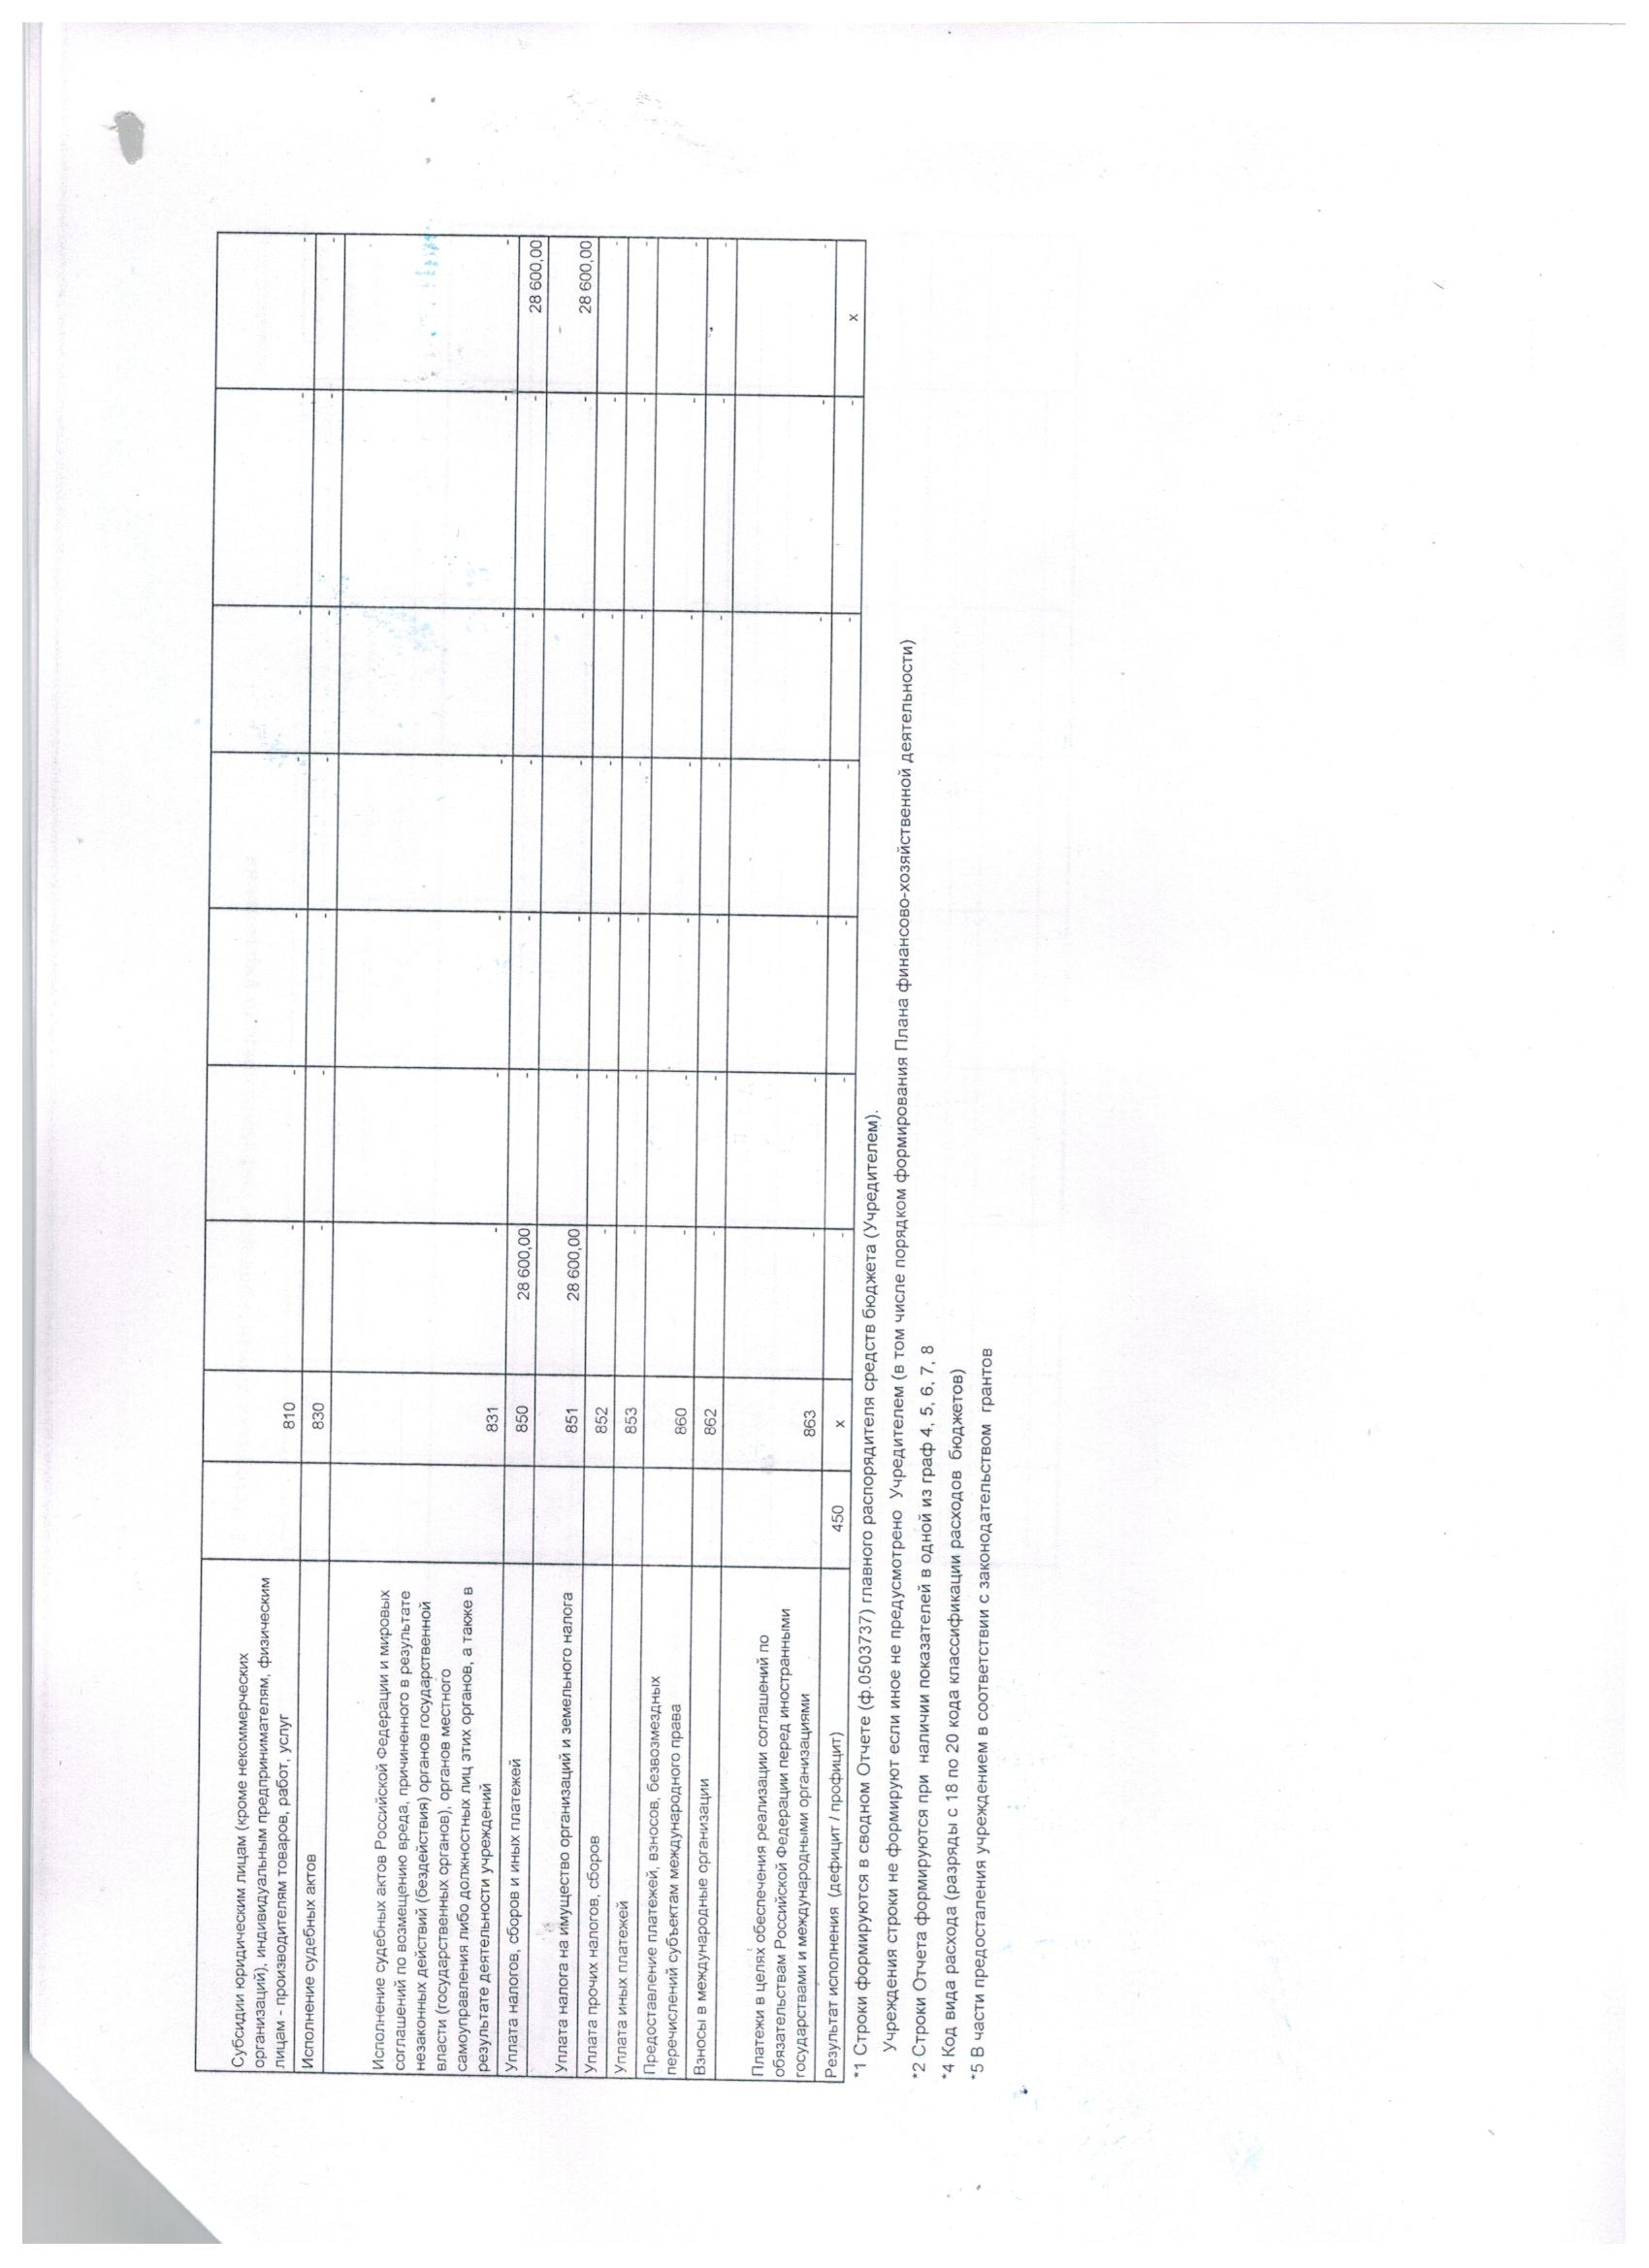 Субсидии юридическим лицам (кроме некоммерческих
организаций), индивидуальным предпринимателям, физическим
лицам - производителям товаров, работ, услуг 810 - - - - - - -
Исполнение судебных актов 830 - - - - - - -
Исполнение судебных актов Российской Федерации и мировых
соглашений по возмещению вреда, причиненного в результате
незаконных действий (бездействия) органов государственной
власти (государственных органов), органов местного
самоуправления либо должностных лиц этих органов, а также в
результате деятельности учреждений 831 - - - - - - -
Уплата налогов, сборов и иных платежей 850 28 600,00 - - - - - 28 600,00
Уплата налога на имущество организаций и земельного налога 851 28 600,00 - - - - - 28 600,00
Уплата прочих налогов, сборов 852 - - - - - - -
Уплата иных платежей 853 - - - - - - -
Предоставление платежей, взносов, безвозмездных
перечислений субъектам международного права 860 - - - - - - -
Взносы в международные организации 862 - - - - - - -
Платежи в целях обеспечения реализации соглашений по
обязательствам Российской Федерации перед иностранными
государствами и международными организациями 863 - - - - - - -
Результат исполнения (дефицит / профицит) 450 х - - - - - - х
*1 Строки формируются в сводном Отчете (ф.0503737) главного распорядителя средств бюджета (Учредителем).
Учреждения строки не формируют если иное не предусмотрено Учредителем (в том числе порядком формирования Плана финансово-хозяйственной деятельности)
*2 Строки Отчета формируются при наличии показателей в одной из граф 4, 5, 6, 7, 8
*4 Код вида расхода (разряды с 18 по 20 кода классификации расходов бюджетов)
*5 В части предосталения учреждением в соответствии с законодательством грантов